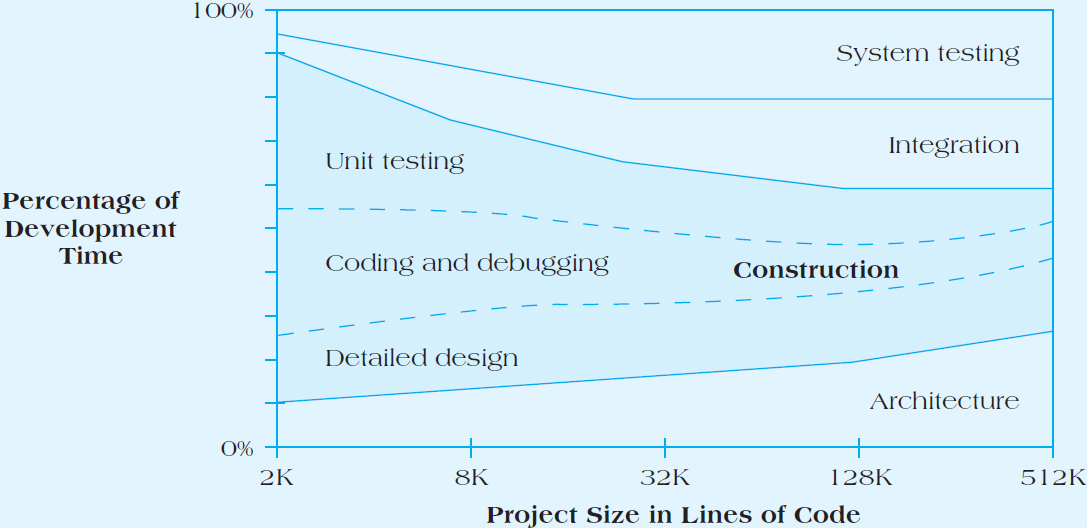 100%
System testing
Integration
Unit testing
Percentage of
Development
Time
Coding and debugging
Construction
Detailed design
Architecture
0%
2K 8K 32K 128K 512K
Project Size in Lines of Code